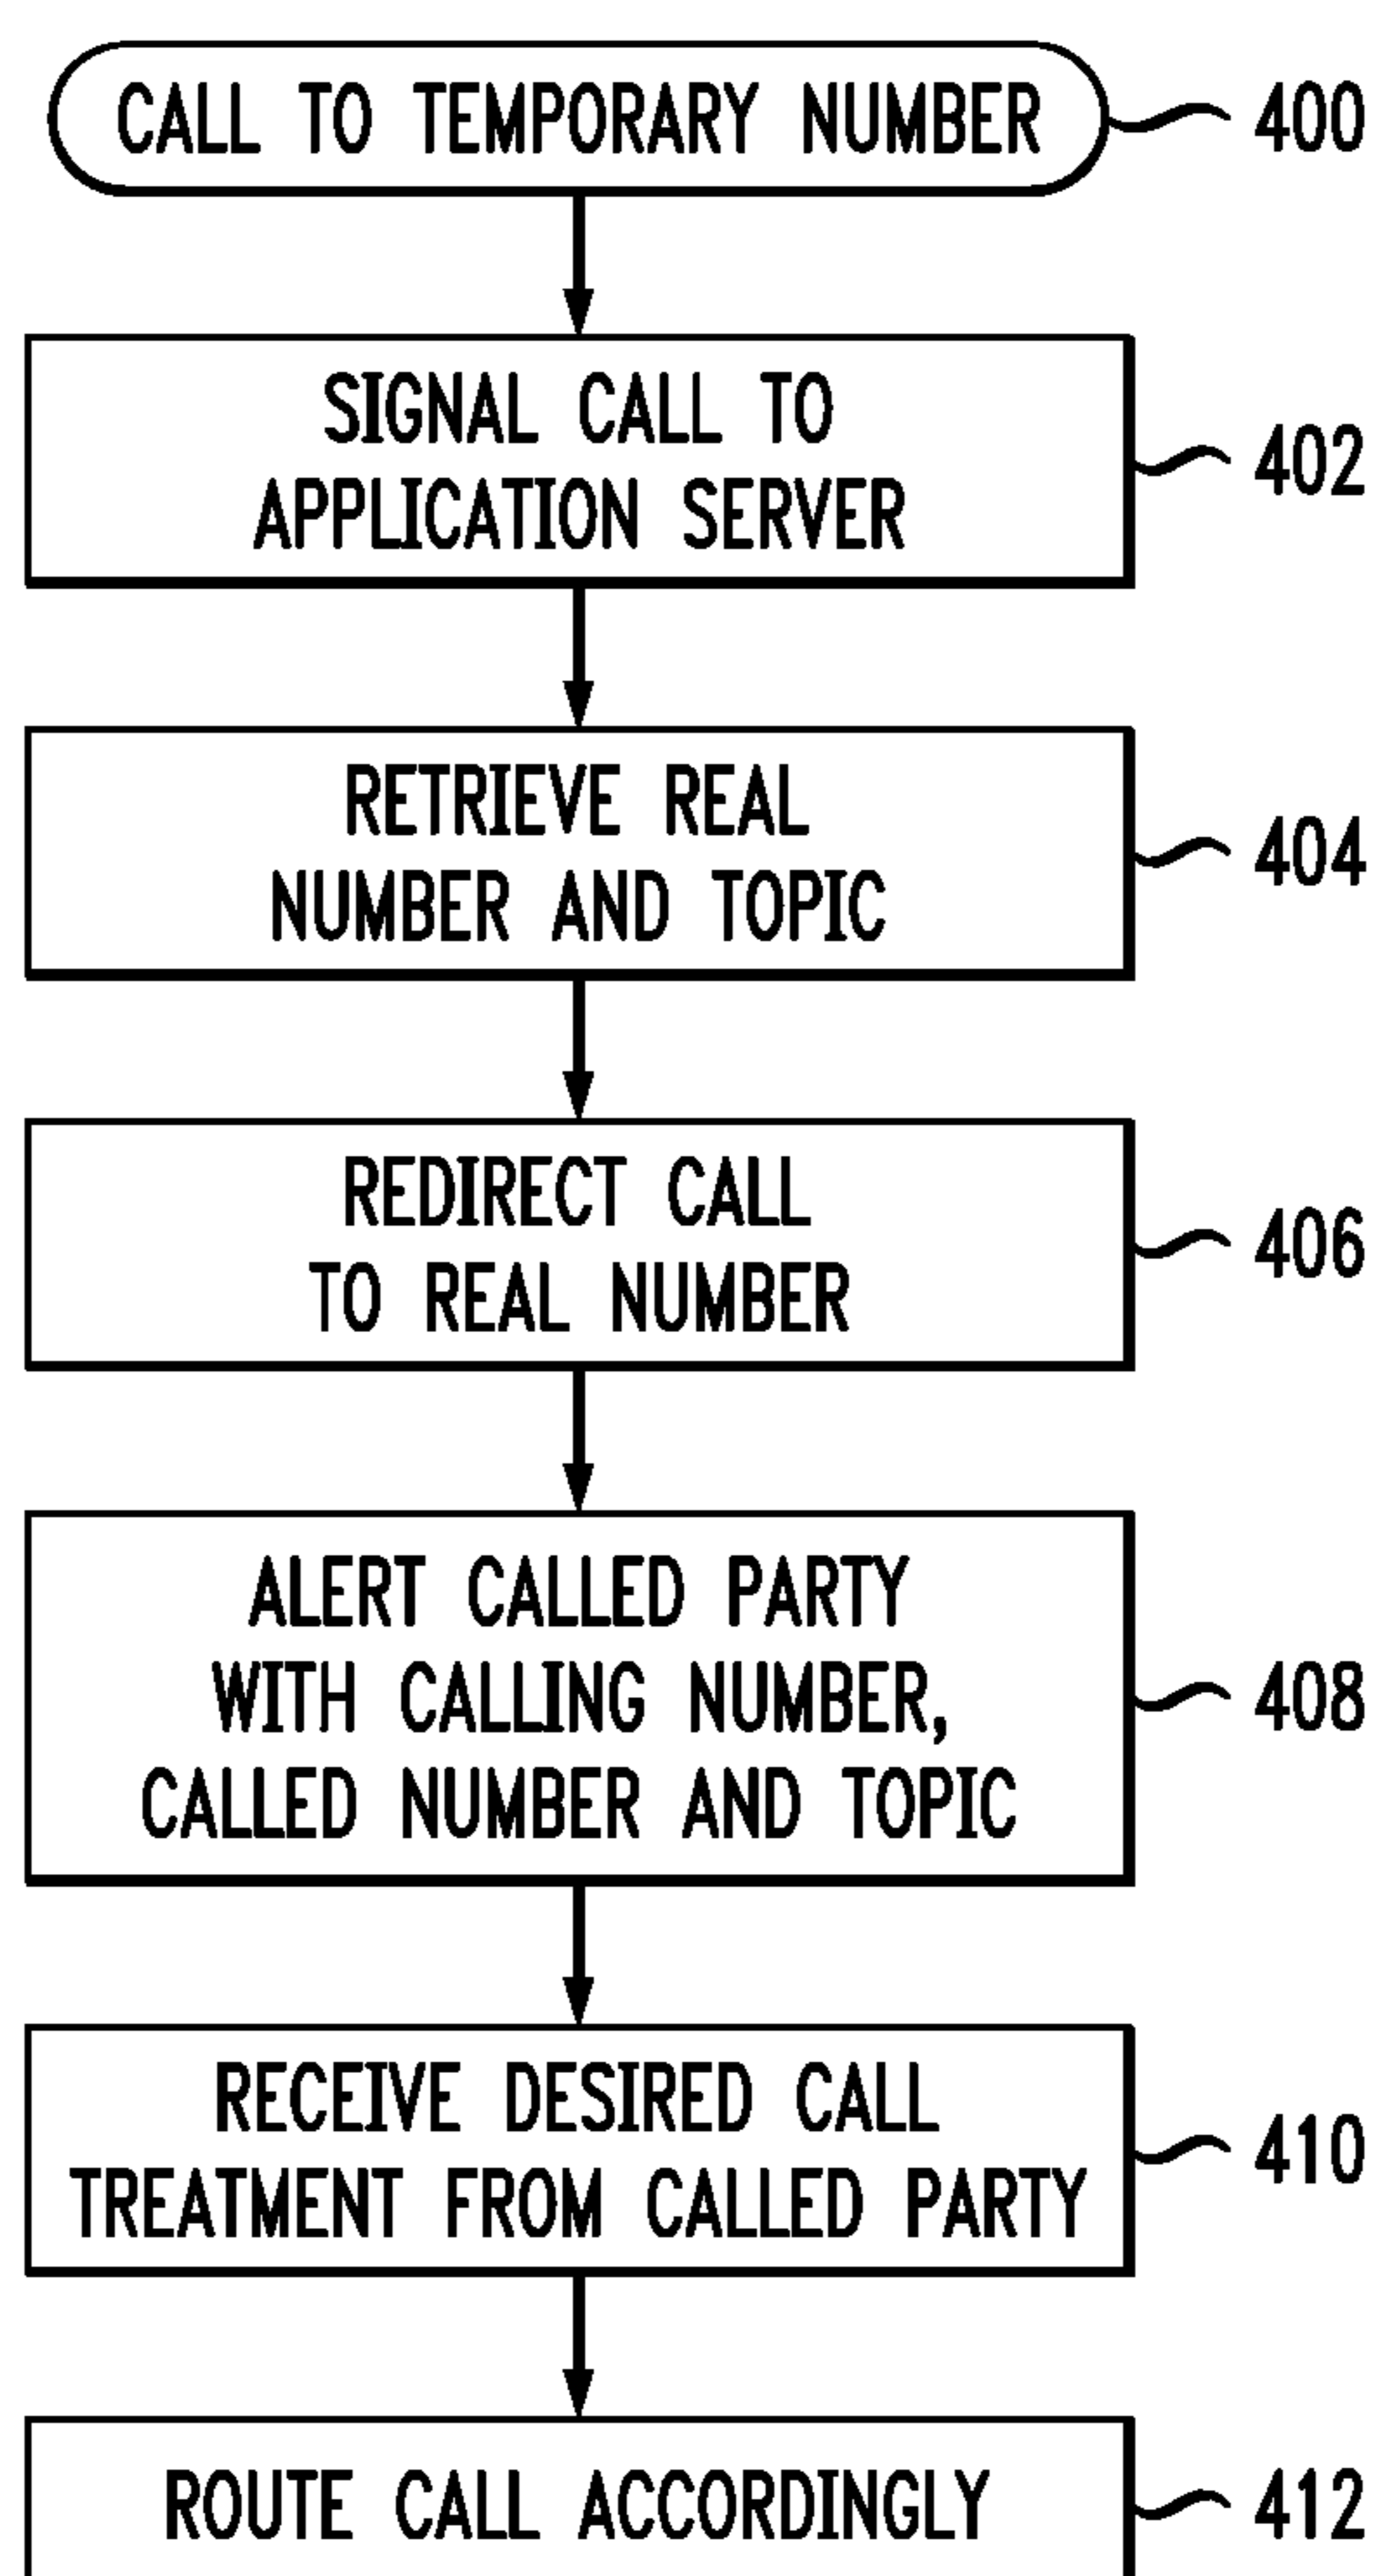 CALL TO TEMPORARY NUMBER
400
SIGNAL CALL TO
APPLICATION SERVER
402
RETRIEVE REAL
NUMBER AND TOPIC
404
REDIRECT CALL
TO REAL NUMBER
406
ALERT CALLED PARTY
WITH CALLING NUMBER,
CALLED NUMBER AND TOPIC
408
RECEIVE DESIRED CALL
TREATMENT FROM CALLED PARTY
410
ROUTE CALL ACCORDINGLY
412